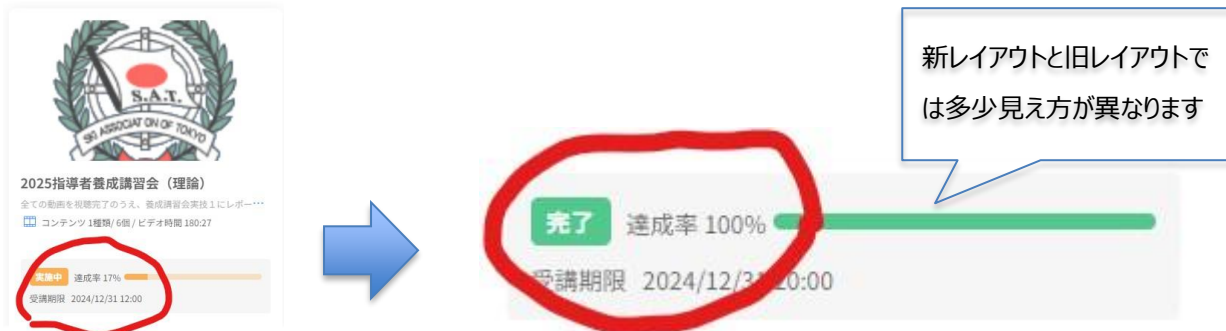 S.A.T.
SKI ASSOCIATION OF TOKYO
2025指導者養成講習会（理論）
全ての動画を視聴完了のうえ、養成講習会実技１にレポー…
コンテンツ 1種類/ 6個 / ビデオ時間 180:27
実施中 達成率 17%
受講期限 2024/12/31 12:00
新レイアウトと旧レイアウトで
は多少見え方が異なります
完了 達成率 100%
受講期限 2024/12/31 20:00